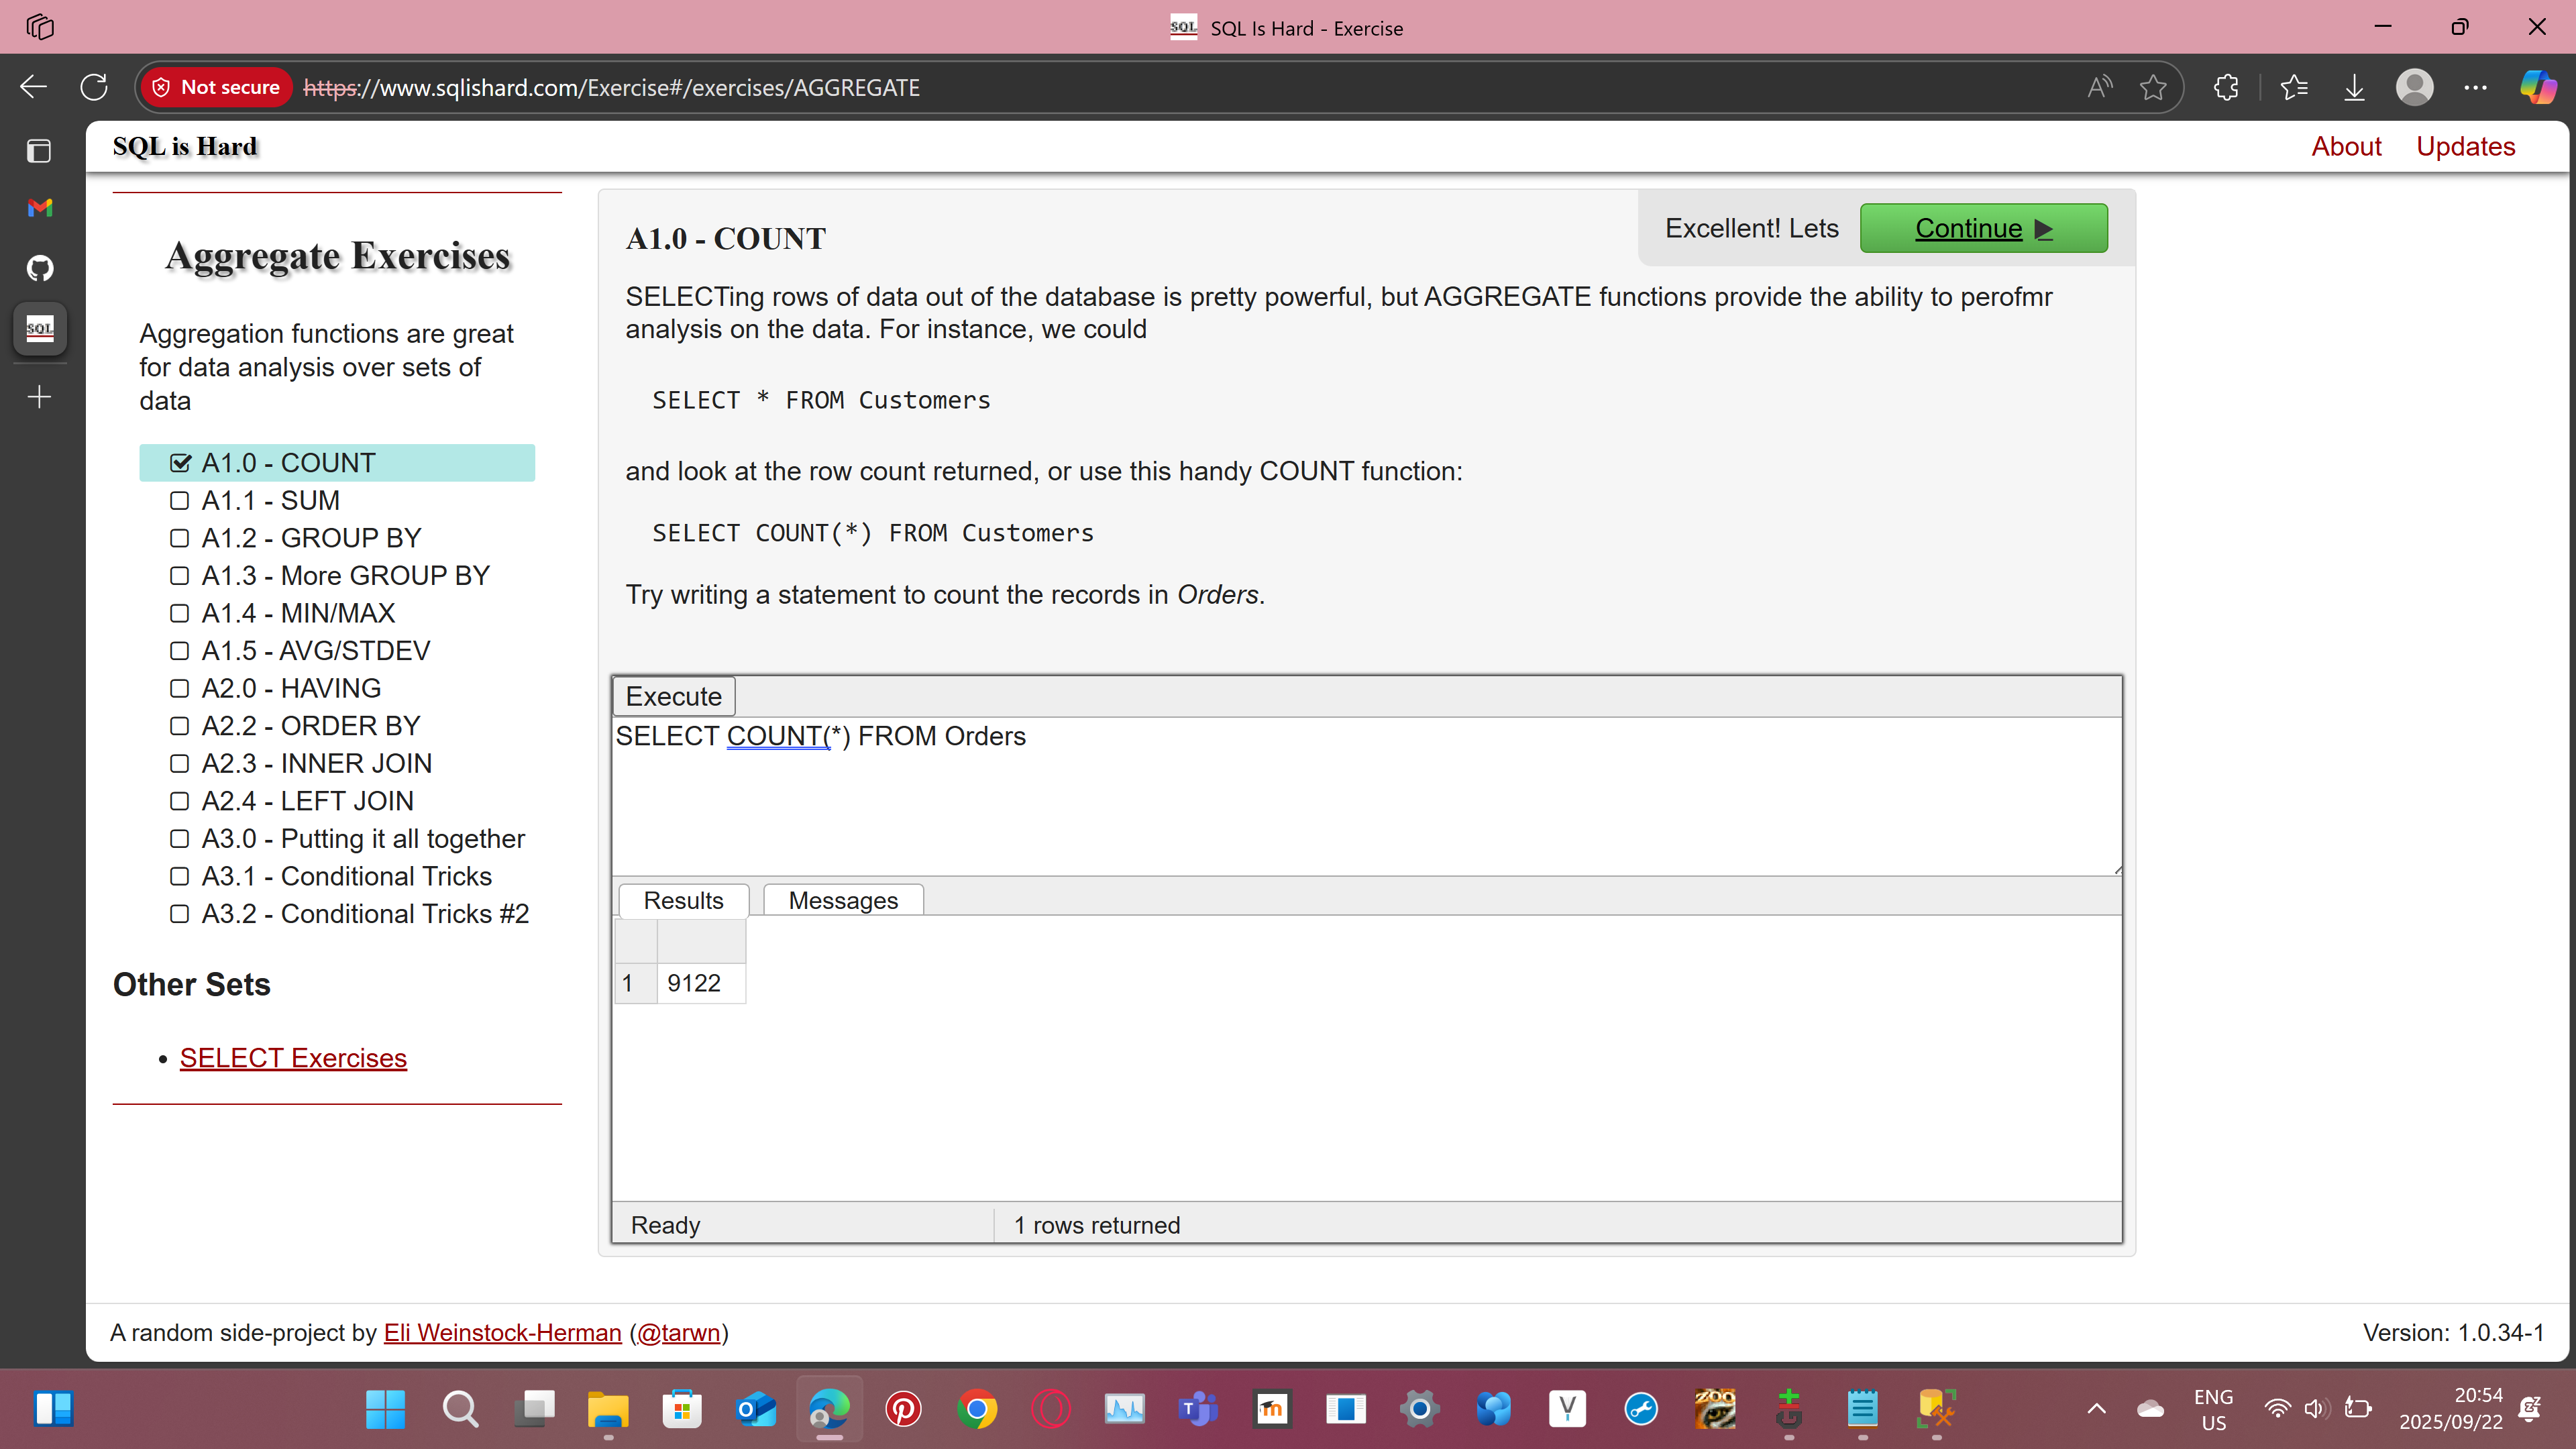 SQL Is Hard - Exercise
Not secure
https://www.sqlishard.com/Exercise#/exercises/AGGREGATE
SQL is Hard
About
Updates
Aggregate Exercises
Aggregation functions are great
for data analysis over sets of
data
A1.0 - COUNT
A1.1 - SUM
A1.2 - GROUP BY
A1.3 - More GROUP BY
A1.4 - MIN/MAX
A1.5 - AVG/STDEV
A2.0 - HAVING
A2.2 - ORDER BY
A2.3 - INNER JOIN
A2.4 - LEFT JOIN
A3.0 - Putting it all together
A3.1 - Conditional Tricks
A3.2 - Conditional Tricks #2
Other Sets
SELECT Exercises
A1.0 - COUNT
Excellent! Lets
Continue
SELECTing rows of data out of the database is pretty powerful, but AGGREGATE functions provide the ability to perofmr
analysis on the data. For instance, we could
SELECT * FROM Customers
and look at the row count returned, or use this handy COUNT function:
SELECT COUNT(*) FROM Customers
Try writing a statement to count the records in Orders.
Execute
SELECT COUNT(*) FROM Orders
Results
Messages
1 9122
Ready
1 rows returned
A random side-project by Eli Weinstock-Herman (@tarwn)
Version: 1.0.34-1
ENG
US
20:54
2025/09/22